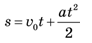 s = v₀t + at²/2